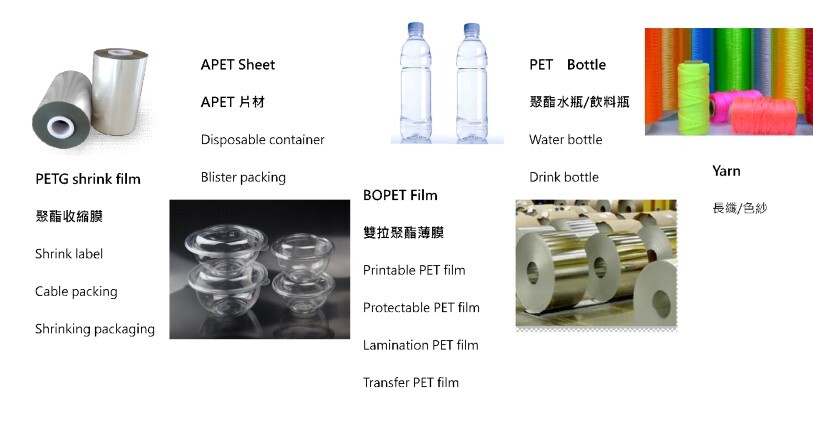 PETG shrink film
聚酯收縮膜
Shrink label
Cable packing
Shrinking packaging
APET Sheet
APET 片材
Disposable container
Blister packing
BOPET Film
雙拉聚酯薄膜
Printable PET film
Protectable PET film
Lamination PET film
Transfer PET film
PET Bottle
聚酯水瓶/飲料瓶
Water bottle
Drink bottle
Yarn
長纖/色紗